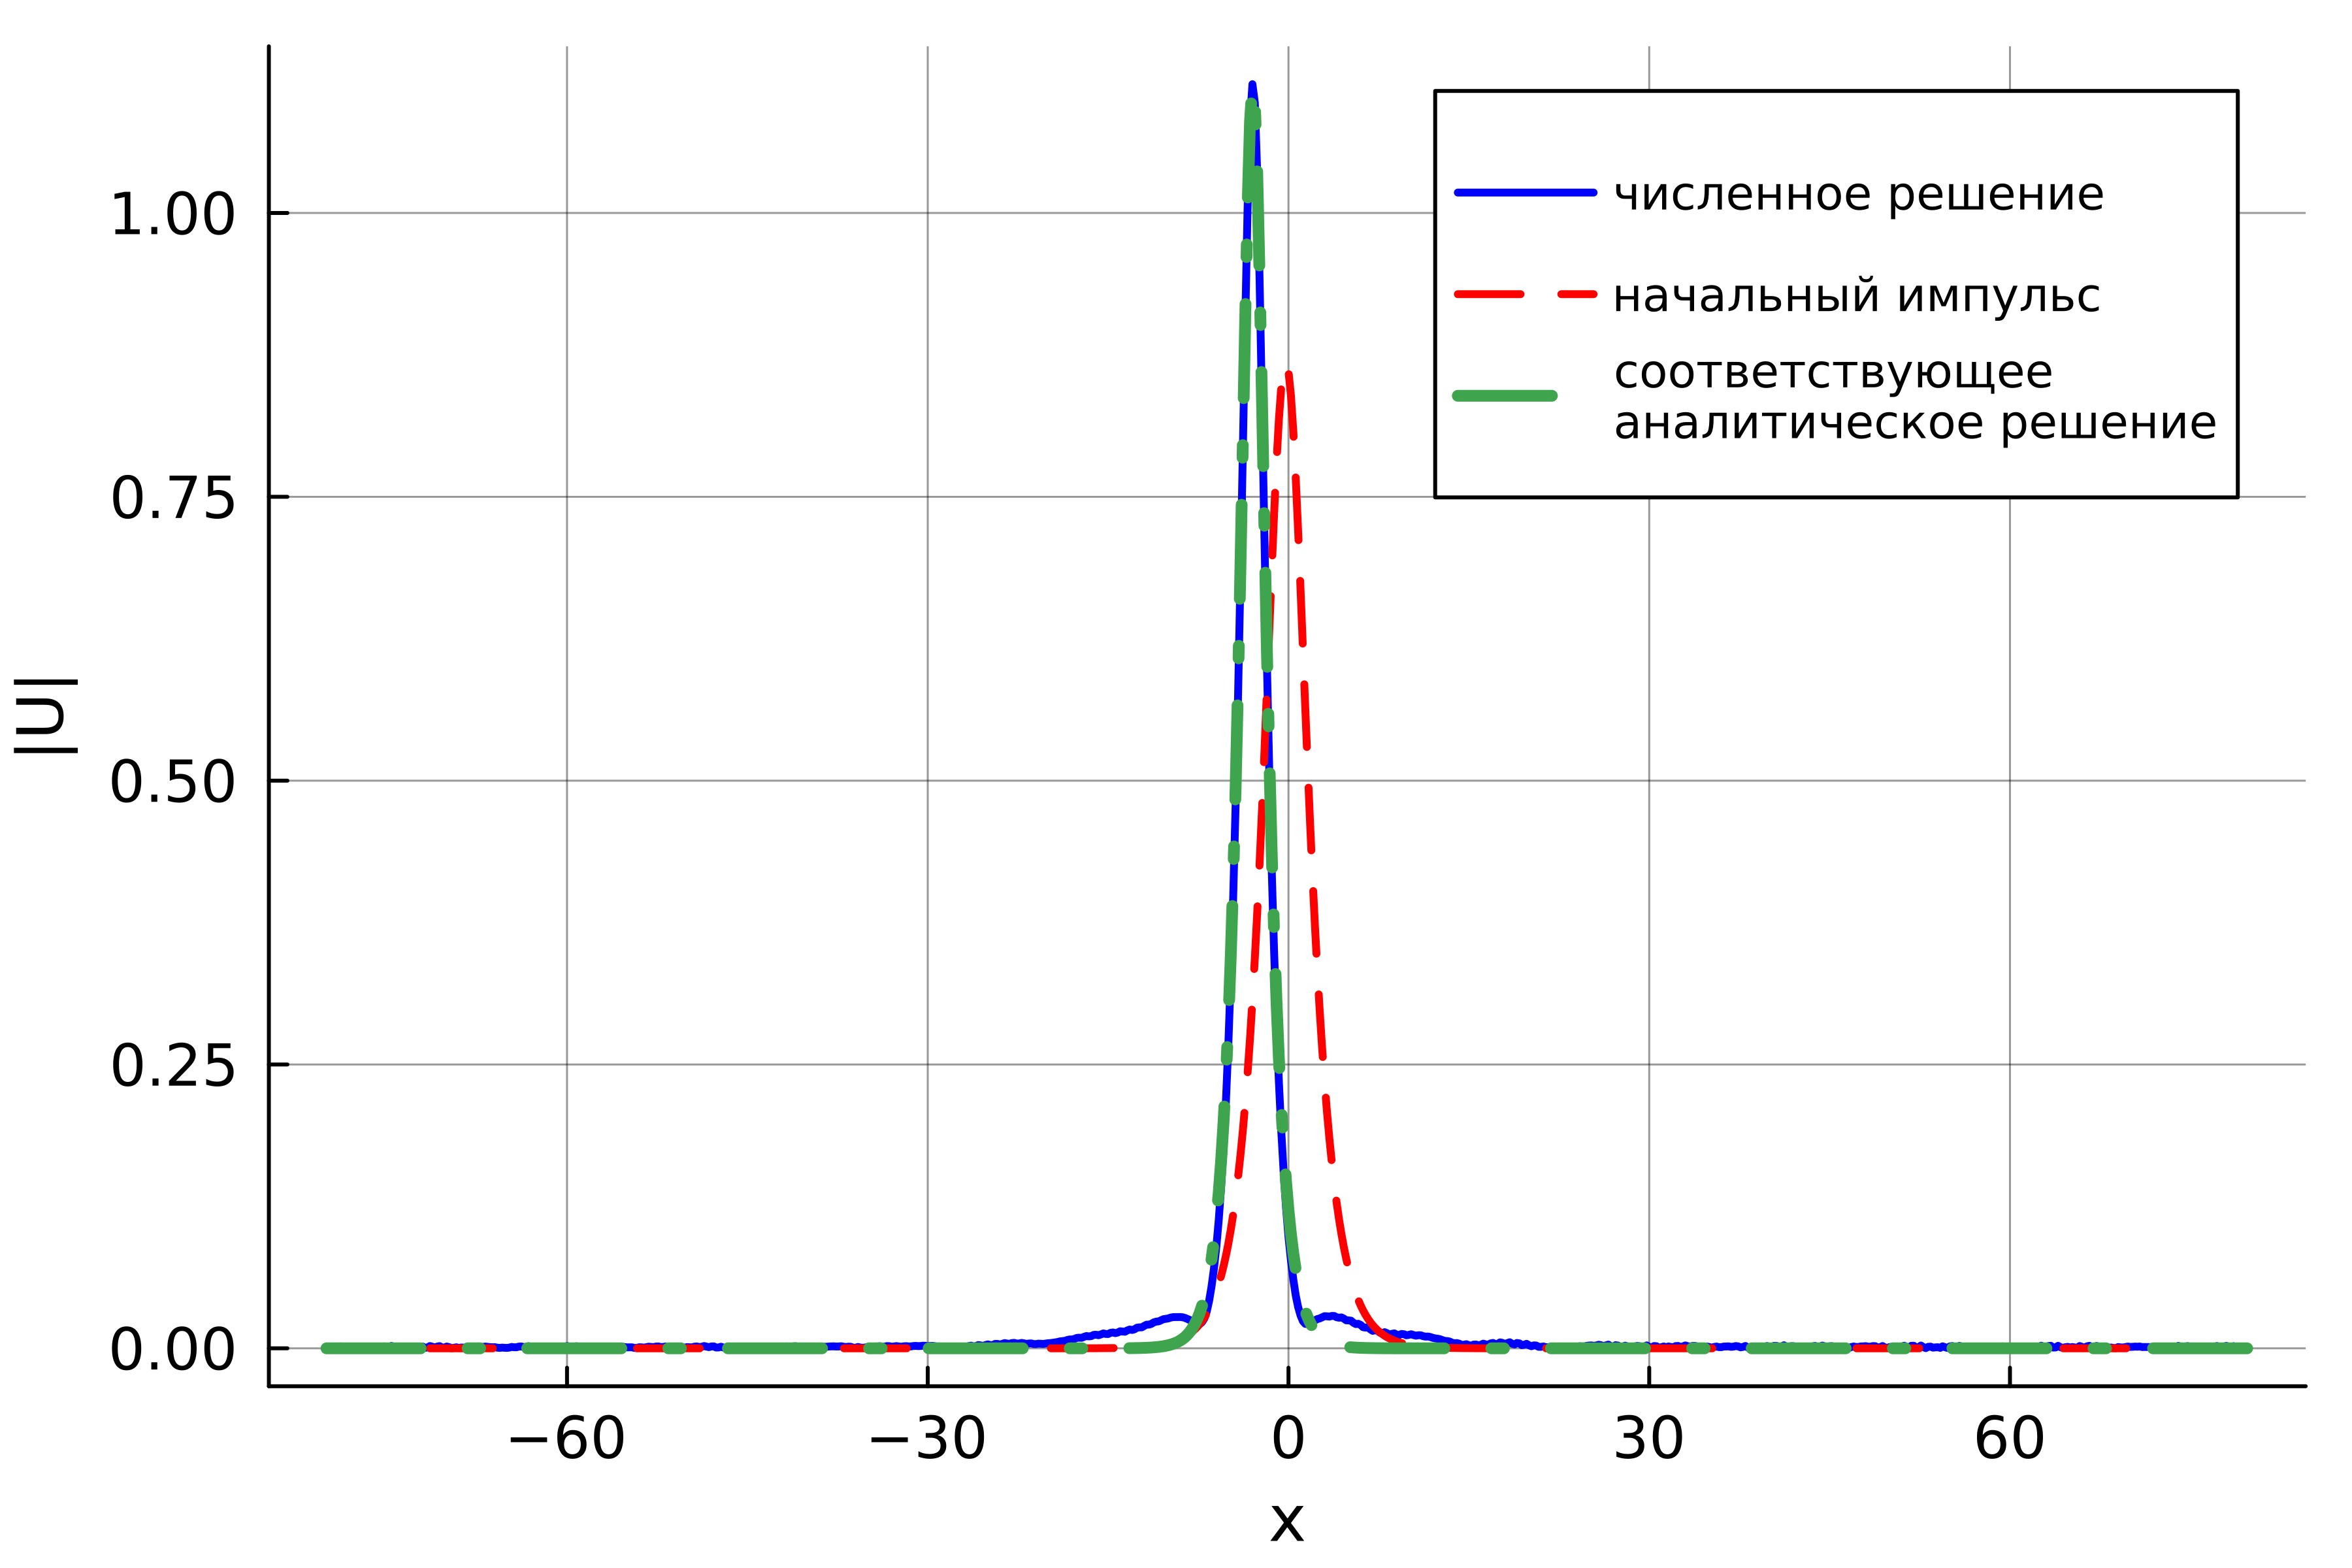 |U|
1.00
0.75
0.50
0.25
0.00
численное решение
начальный импульс
соответствующее
аналитическое решение
−60
−30
0
30
60
x